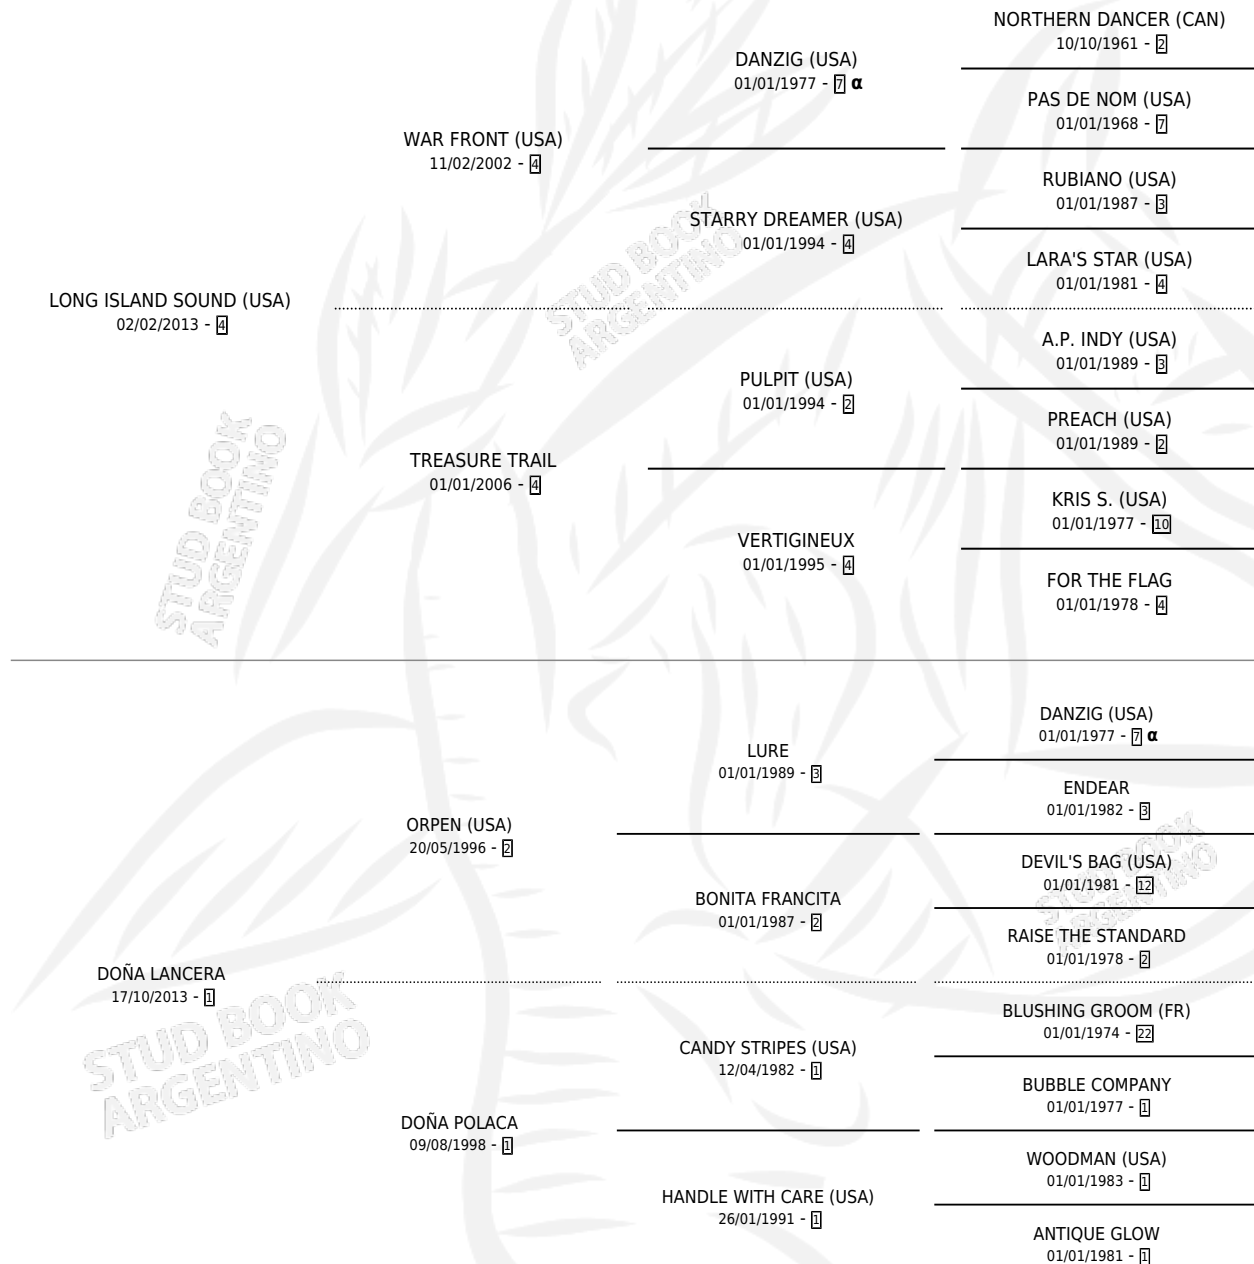 NORTHERN DANCER (CAN)
10/10/1961 - 2
DANZIG (USA)
01/01/1977 - 7 α
PAS DE NOM (USA)
01/01/1968 - 7
WAR FRONT (USA)
11/02/2002 - 4
RUBIANO (USA)
01/01/1987 - 3
STARRY DREAMER (USA)
01/01/1994 - 4
LARA'S STAR (USA)
01/01/1981 - 4
LONG ISLAND SOUND (USA)
02/02/2013 - 4
A.P. INDY (USA)
01/01/1989 - 3
PULPIT (USA)
01/01/1994 - 2
PREACH (USA)
01/01/1989 - 2
TREASURE TRAIL
01/01/2006 - 4
KRIS S. (USA)
01/01/1977 - 10
VERTIGINEUX
01/01/1995 - 4
FOR THE FLAG
01/01/1978 - 4
DANZIG (USA)
01/01/1977 - 7 α
LURE
01/01/1989 - 3
ENDEAR
01/01/1982 - 3
ORPEN (USA)
20/05/1996 - 2
DEVIL'S BAG (USA)
01/01/1981 - 12
BONITA FRANCITA
01/01/1987 - 2
RAISE THE STANDARD
01/01/1978 - 2
DOÑA LANCERA
17/10/2013 - 1
BLUSHING GROOM (FR)
01/01/1974 - 22
CANDY STRIPES (USA)
12/04/1982 - 1
BUBBLE COMPANY
01/01/1977 - 1
DOÑA POLACA
09/08/1998 - 1
WOODMAN (USA)
01/01/1983 - 1
HANDLE WITH CARE (USA)
26/01/1991 - 1
ANTIQUE GLOW
01/01/1981 - 1
STUD BOOK
ARGENTINO
STUD BOOK
ARGENTINO
STUD BOOK
ARGENTINO
STUD BOOK
ARGENTINO